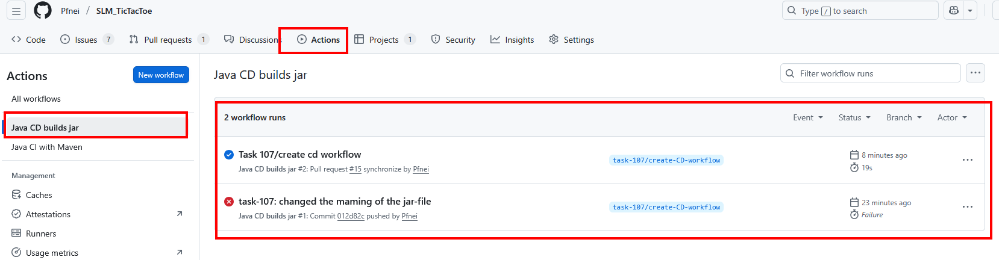 Pfnei / SLM_TicTacToe
Type / to search
Code
Issues 7
Pull requests 1
Discussions
Actions
Projects 1
Security
Insights
Settings
Actions
New workflow
All workflows
Java CD builds jar
Java CI with Maven
Management
Caches
Attestations
Runners
Usage metrics
Java CD builds jar
Filter workflow runs
2 workflow runs
Event
Status
Branch
Actor
Task 107/create cd workflow
Java CD builds jar #2: Pull request #15 synchronize by Pfnei
task-107/create-CD-workflow
8 minutes ago
19s
task-107: changed the maming of the jar-file
Java CD builds jar #1: Commit 012d82c pushed by Pfnei
task-107/create-CD-workflow
23 minutes ago
Failure